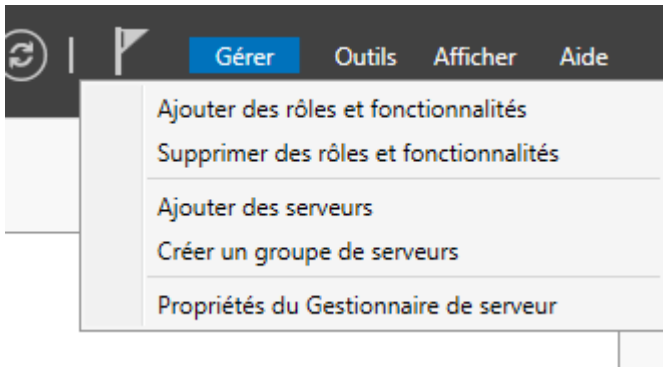 Gérer Outils Afficher Aide
Ajouter des rôles et fonctionnalités
Supprimer des rôles et fonctionnalités
Ajouter des serveurs
Créer un groupe de serveurs
Propriétés du Gestionnaire de serveur